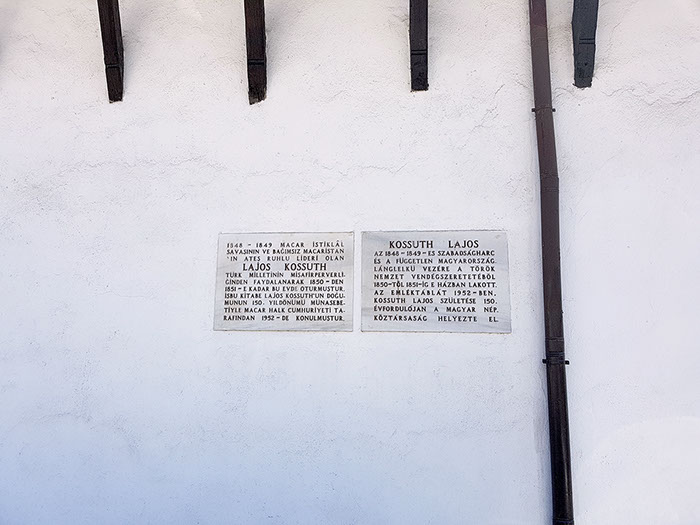 1848 - 1849 MACAR İSTİKLÂL
SAVAŞININ VE BAĞIMSIZ MACARİSTAN
'IN ATEŞ RUHLU LİDERİ OLAN
LAJOS KOSSUTH
TÜRK MİLLETİNİN MİSAFİRPERVERLİ-
ĞİNDEN FAYDALANARAK 1850-DEN
1851-E KADAR BU EVDE OTURMUŞTUR.
İŞBU KİTABE LAJOS KOSSUTH'UN DOĞU-
MUNUN 150. YILDÖNÜMÜ MÜNASEBE-
TİYLE MACAR HALK CUMHURİYETİ TA-
RAFINDAN 1952-DE KONULMUŞTUR.
KOSSUTH LAJOS
AZ 1848-1849-ES SZABADSÁGHARC
ÉS A FÜGGETLEN MAGYARORSZÁG
LÁNGLELKÜ VEZÉRE A TÖRÖK
NEMZET VENDÉGSZERETETÉBŐL
1850-TŐL 1851-IG E HÁZBAN LAKOTT.
AZ EMLÉKTÁBLÁT 1952-BEN,
KOSSUTH LAJOS SZÜLETÉSE 150.
ÉVFORDULÓJÁN A MAGYAR NÉP-
KÖZTÁRSASÁG HELYEZTE EL.